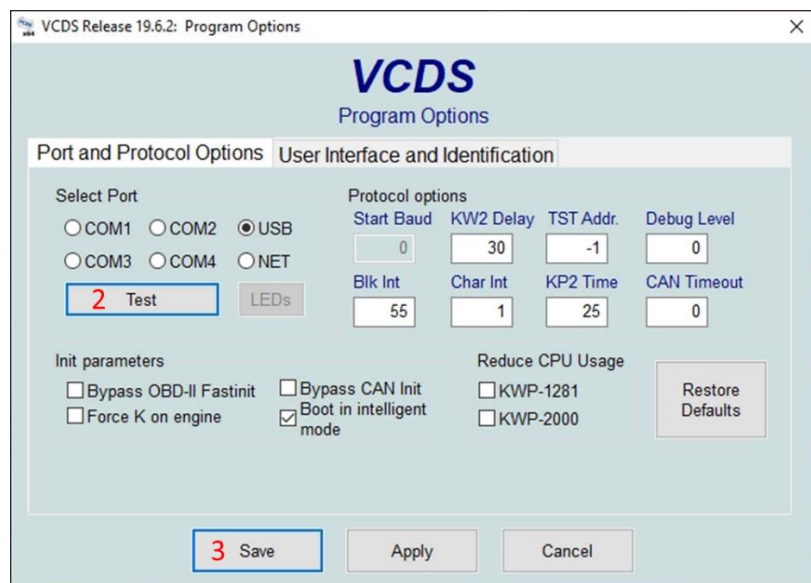 VCDS Release 19.6.2: Program Options
VCDS
Program Options
Port and Protocol Options
User Interface and Identification
Select Port
COM1 COM2 USB
COM3 COM4 NET
2 Test
LEDs
Protocol options
Start Baud KW2 Delay TST Addr. Debug Level
0 30 -1 0
Blk Int Char Int KP2 Time CAN Timeout
55 1 25 0
Init parameters
Bypass OBD-II Fastinit
Force K on engine
Bypass CAN Init
Boot in intelligent
mode
Reduce CPU Usage
KWP-1281
KWP-2000
Restore
Defaults
3 Save
Apply
Cancel